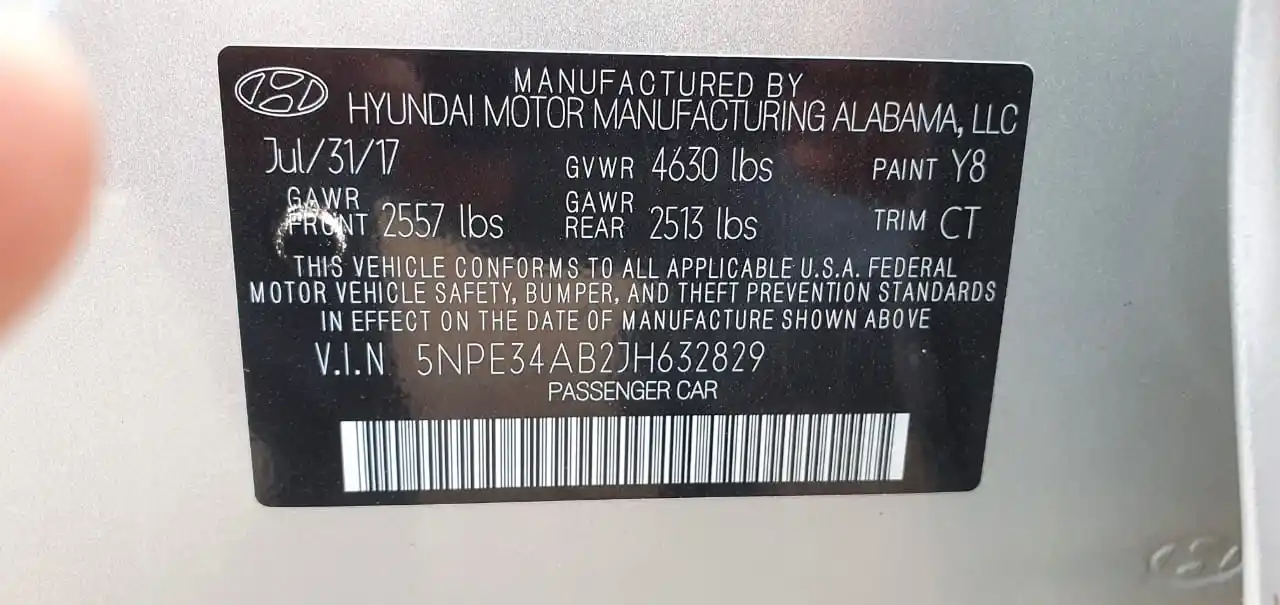 MANUFACTURED BY
HYUNDAI MOTOR MANUFACTURING ALABAMA, LLC
Jul/31/17 GVWR 4630 lbs PAINT Y8
GAWR FRONT 2557 lbs GAWR REAR 2513 lbs TRIM CT
THIS VEHICLE CONFORMS TO ALL APPLICABLE U.S.A. FEDERAL
MOTOR VEHICLE SAFETY, BUMPER, AND THEFT PREVENTION STANDARDS
IN EFFECT ON THE DATE OF MANUFACTURE SHOWN ABOVE
V.I.N 5NPE34AB2JH632829
PASSENGER CAR